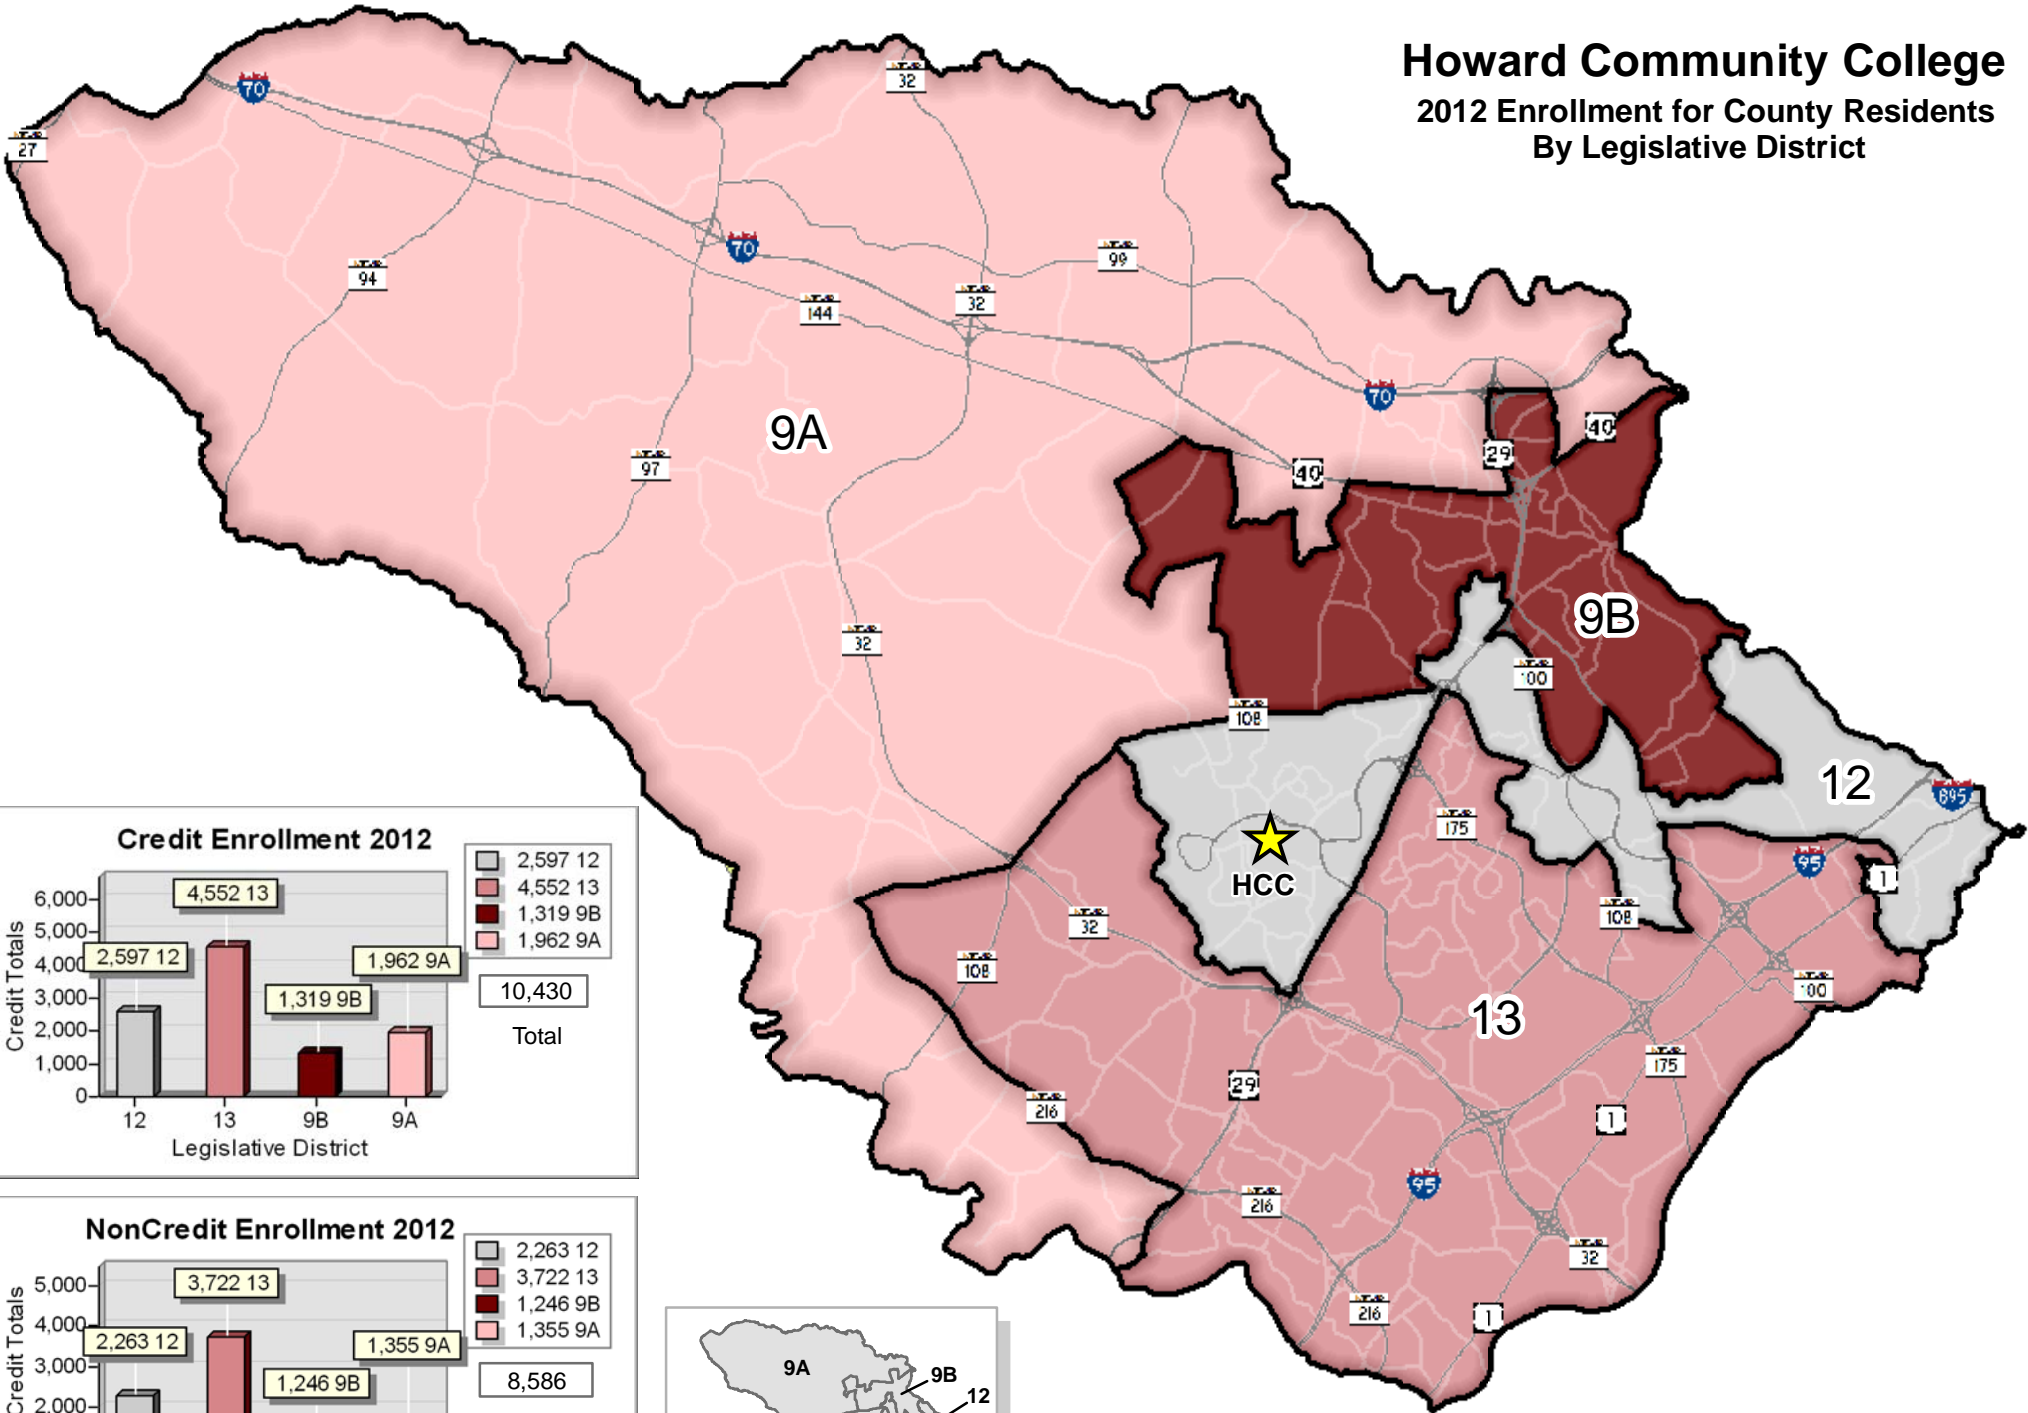 Howard Community College
2012 Enrollment for County Residents
By Legislative District
32
70
27
70
99
94
32
144
70
40
29
9A
97
40
9B
32
100
108
12
895
175
HCC
95
1
108
32
108
100
13
175
29
216
1
95
216
32
216
1
Credit Enrollment 2012
2,597 12
4,552 13
1,319 9B
1,962 9A
10,430
Total
Credit Totals
6,000
5,000
4,000
3,000
2,000
1,000
0
4,552 13
2,597 12
1,962 9A
1,319 9B
12 13 9B 9A
Legislative District
NonCredit Enrollment 2012
2,263 12
3,722 13
1,246 9B
1,355 9A
8,586
Credit Totals
5,000
4,000
3,000
2,000
3,722 13
2,263 12
1,355 9A
1,246 9B
9A
9B
12